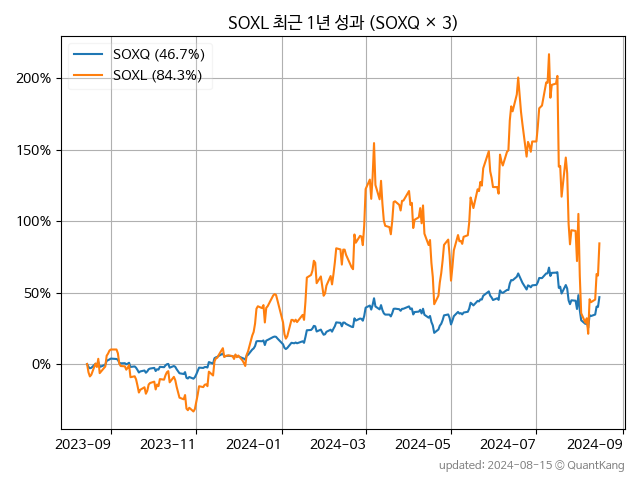 SOXL 최근 1년 성과 (SOXQ × 3)
SOXQ (46.7%)
SOXL (84.3%)
200%
150%
100%
50%
0%
2023−09 2023−11 2024−01 2024−03 2024−05 2024−07 2024−09
updated: 2024-08-15 © QuantKang